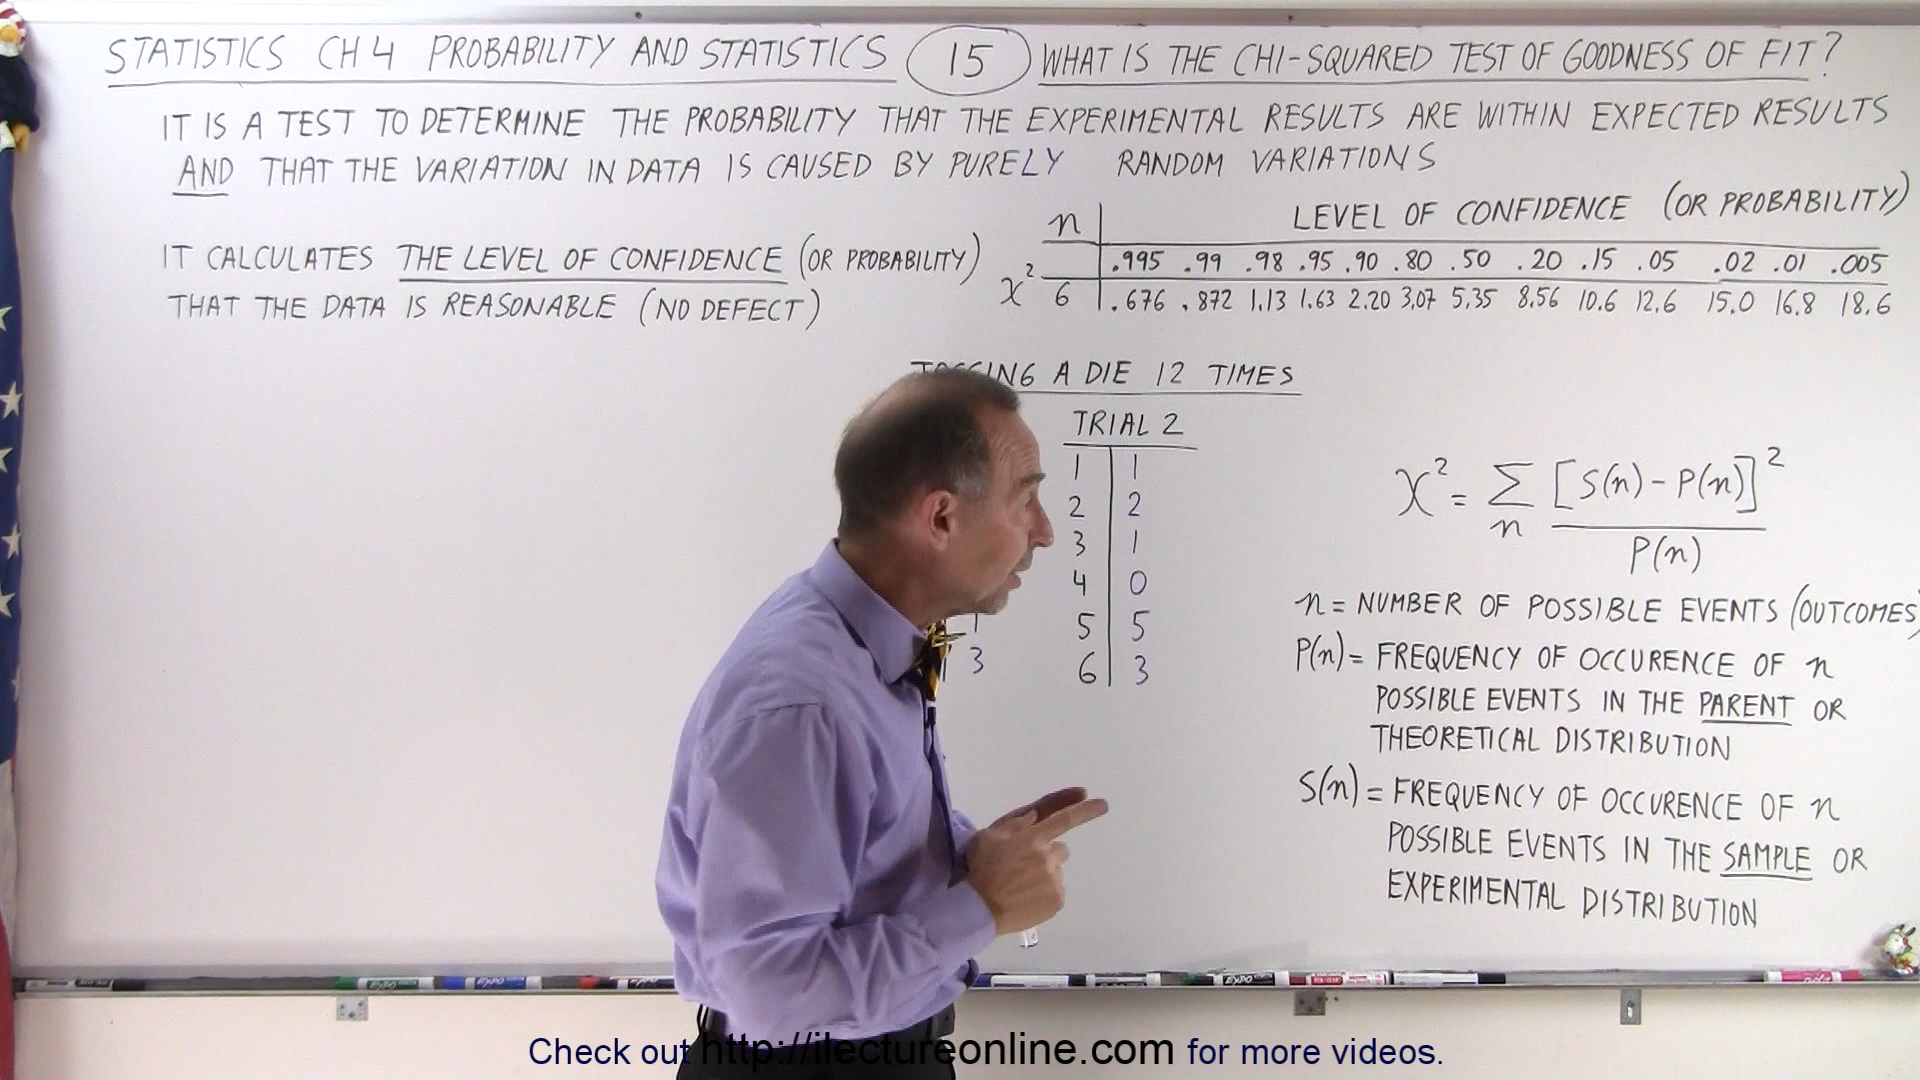 STATISTICS CH 4 PROBABILITY AND STATISTICS 15 WHAT IS THE CHI-SQUARED TEST OF GOODNESS OF FIT?
IT IS A TEST TO DETERMINE THE PROBABILITY THAT THE EXPERIMENTAL RESULTS ARE WITHIN EXPECTED RESULTS
AND THAT THE VARIATION IN DATA IS CAUSED BY PURELY RANDOM VARIATIONS
IT CALCULATES THE LEVEL OF CONFIDENCE (OR PROBABILITY)
THAT THE DATA IS REASONABLE (NO DEFECT)
n LEVEL OF CONFIDENCE (OR PROBABILITY)
.995 .99 .98 .95 .90 .80 .50 .20 .15 .05 .02 .01 .005
χ² 6 .676 .872 1.13 1.63 2.20 3.07 5.35 8.56 10.6 12.6 15.0 16.8 18.6
A DIE 12 TIMES
TRIAL 2
1 1
2 2
3 1
4 0
5 5
3 6 3
χ² = Σ [S(n) - P(n)]²
n
P(n)
n = NUMBER OF POSSIBLE EVENTS (OUTCOMES)
P(n) = FREQUENCY OF OCCURENCE OF n
POSSIBLE EVENTS IN THE PARENT OR
THEORETICAL DISTRIBUTION
S(n) = FREQUENCY OF OCCURENCE OF n
POSSIBLE EVENTS IN THE SAMPLE OR
EXPERIMENTAL DISTRIBUTION
Check out http://ilectureonline.com for more videos.